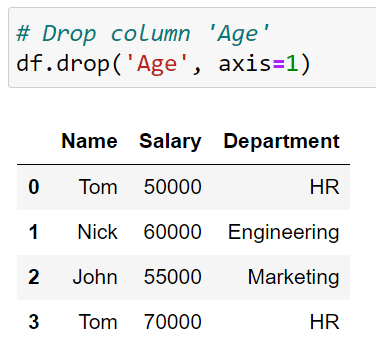 # Drop column 'Age'
df.drop('Age', axis=1)
Name Salary Department
0 Tom 50000 HR
1 Nick 60000 Engineering
2 John 55000 Marketing
3 Tom 70000 HR